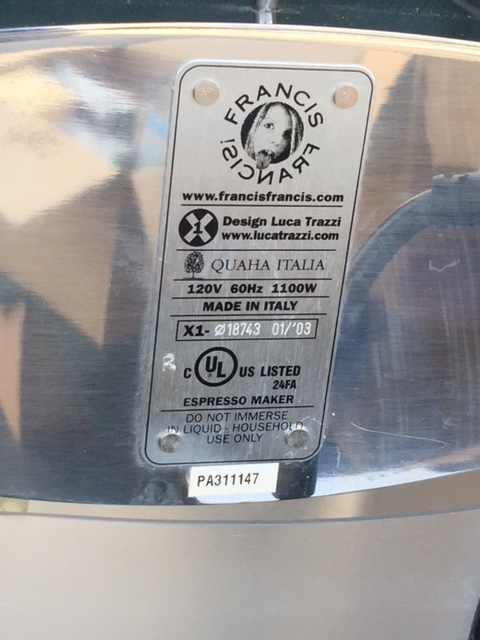 FRANCIS
FRANCIS!
www.francisfrancis.com
X1 Design Luca Trazzi
www.lucatrazzi.com
QUAHA ITALIA
120V 60Hz 1100W
MADE IN ITALY
X1- Ø18743 01/'03
R
C UL US LISTED
24FA
ESPRESSO MAKER
DO NOT IMMERSE
IN LIQUID - HOUSEHOLD
USE ONLY
PA311147